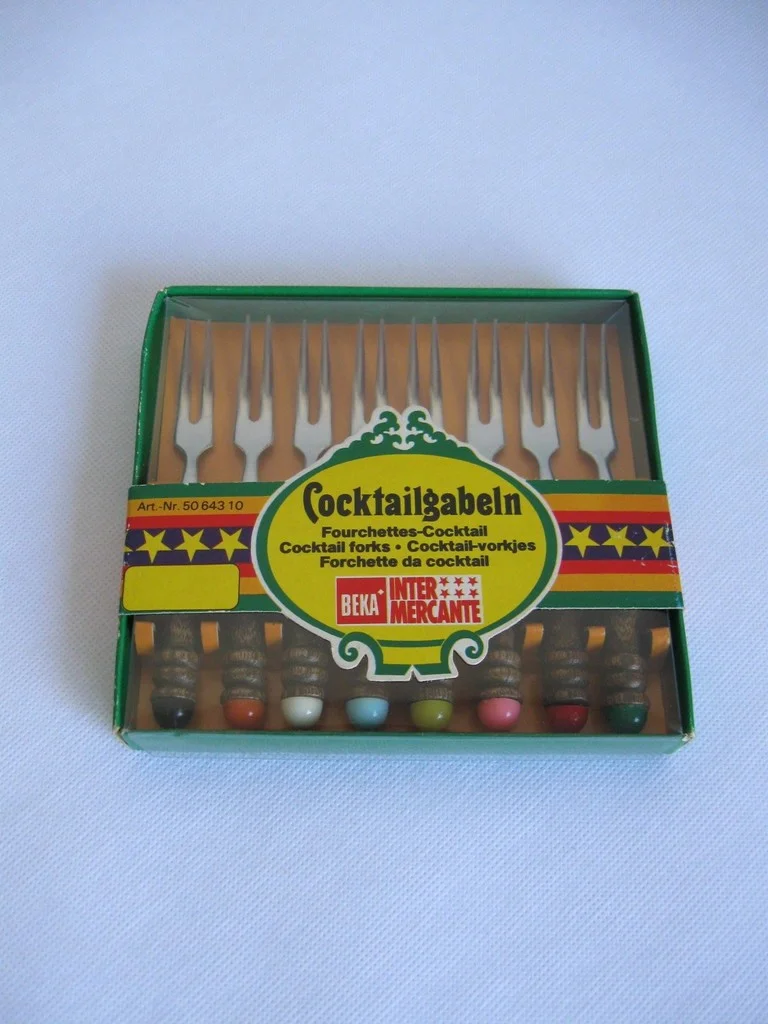 Art.-Nr. 50 643 10
Cocktailgabeln
Fourchettes-Cocktail
Cocktail forks • Cocktail-vorkjes
Forchette da cocktail
BEKA INTER
MERCANTE